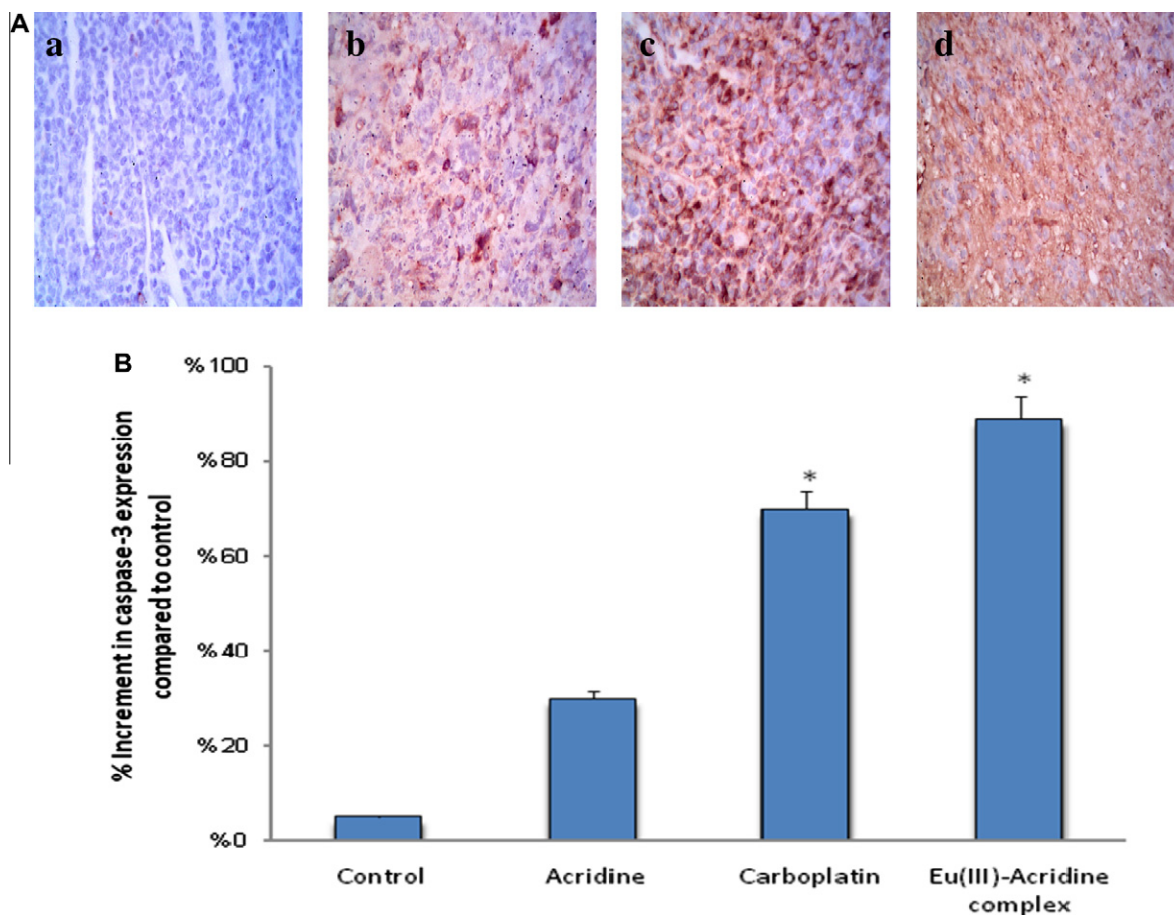 A
a
b
c
d
B
% Increment in caspase-3 expression
compared to control
%100
%80
%60
%40
%20
%0
*
*
Control
Acridine
Carboplatin
Eu(III)-Acridine
complex